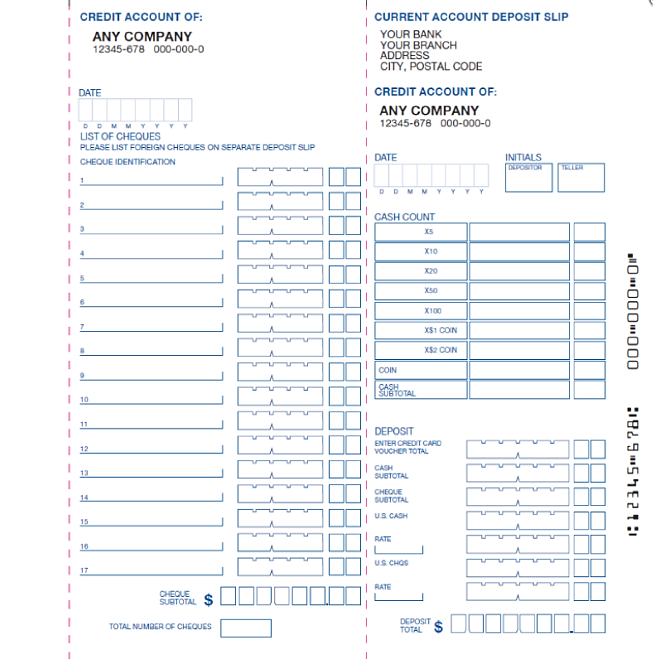 CREDIT ACCOUNT OF:
ANY COMPANY
12345-678 000-000-0
DATE
D D M M Y Y Y Y
LIST OF CHEQUES
PLEASE LIST FOREIGN CHEQUES ON SEPARATE DEPOSIT SLIP
CHEQUE IDENTIFICATION
1
2
3
4
5
6
7
8
9
10
11
12
13
14
15
16
17
CHEQUE
SUBTOTAL $
TOTAL NUMBER OF CHEQUES
CURRENT ACCOUNT DEPOSIT SLIP
YOUR BANK
YOUR BRANCH
ADDRESS
CITY, POSTAL CODE
CREDIT ACCOUNT OF:
ANY COMPANY
12345-678 000-000-0
DATE
D D M M Y Y Y Y
INITIALS
DEPOSITOR
TELLER
CASH COUNT
X5
X10
X20
X50
X100
X$1 COIN
X$2 COIN
COIN
CASH
SUBTOTAL
DEPOSIT
ENTER CREDIT CARD
VOUCHER TOTAL
CASH
SUBTOTAL
CHEQUE
SUBTOTAL
U.S. CASH
RATE
U.S. CHQS
RATE
DEPOSIT
TOTAL $
⑆12345⑉678⑆ 000⑉000⑉0⑈